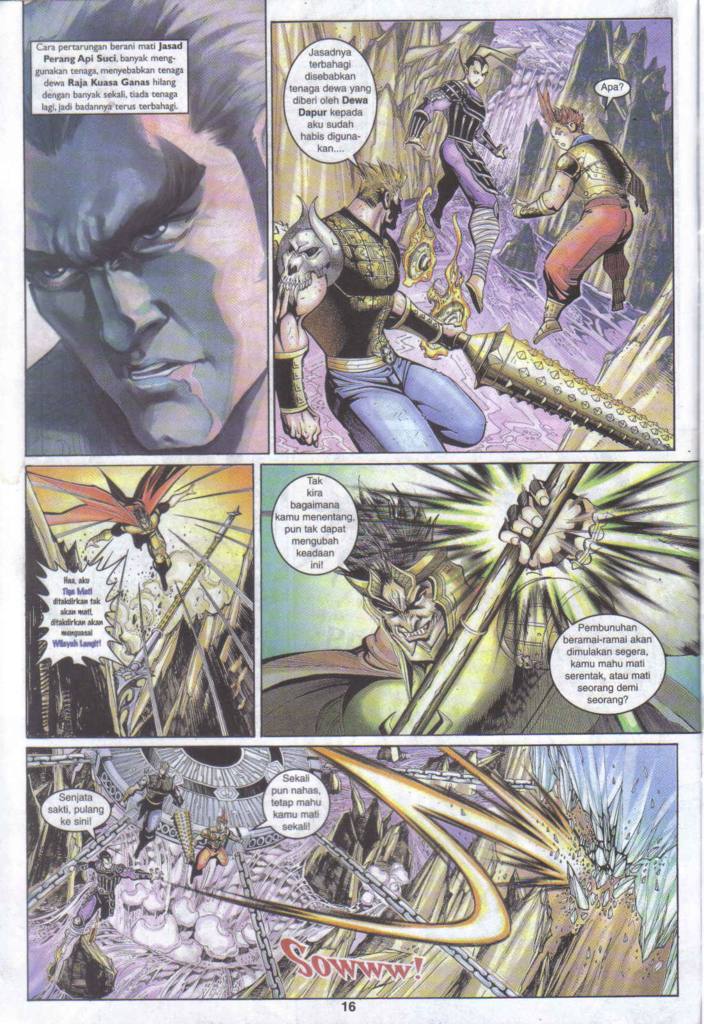 Cara pertarungan berani mati Jasad
Perang Api Suci, banyak meng-
gunakan tenaga, menyebabkan tenaga
dewa Raja Kuasa Ganas hilang
dengan banyak sekali, tiada tenaga
lagi, jadi badannya terus terbahagi.
Jasadnya
terbahagi
disebabkan
tenaga dewa yang
diberi oleh Dewa
Dapur kepada
aku sudah
habis diguna-
kan....
Apa?
Haa, aku
Tiga Mati
ditakdirkan tak
akan mati,
ditakdirkan akan
menguasai
Wilayah Langit!
Tak
kira
bagaimana
kamu menentang,
pun tak dapat
mengubah
keadaan
ini!
Pembunuhan
beramai-ramai akan
dimulakan segera,
kamu mahu mati
serentak, atau mati
seorang demi
seorang?
Senjata
sakti, pulang
ke sini!
Sekali
pun nahas,
tetap mahu
kamu mati
sekali!
SOWWW!
16